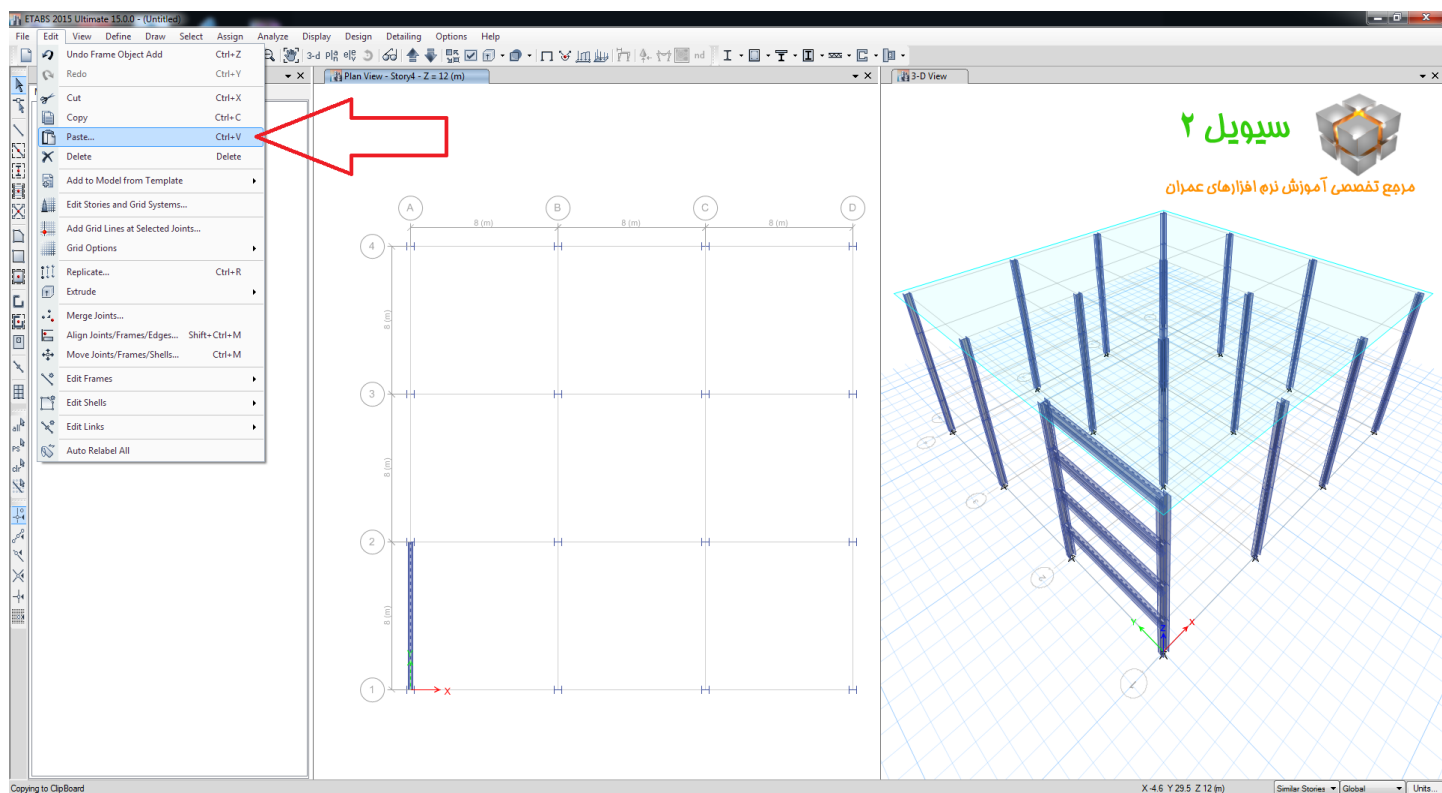 ETABS 2015 Ultimate 15.0.0 - (Untitled)
File Edit View Define Draw Select Assign Analyze Display Design Detailing Options Help
3-d
nd
Undo Frame Object Add Ctrl+Z
Redo Ctrl+Y
Cut Ctrl+X
Copy Ctrl+C
Paste... Ctrl+V
Delete Delete
Add to Model from Template
Edit Stories and Grid Systems...
Add Grid Lines at Selected Joints...
Grid Options
Replicate... Ctrl+R
Extrude
Merge Joints...
Align Joints/Frames/Edges... Shift+Ctrl+M
Move Joints/Frames/Shells... Ctrl+M
Edit Frames
Edit Shells
Edit Links
Auto Relabel All
all
PS
clr
Plan View - Story4 - Z = 12 (m)
A B C D
8 (m) 8 (m) 8 (m)
4
8 (m)
3
8 (m)
2
8 (m)
1
X
3-D View
سیویل ۲
مرجع تخصصی آموزش نرم افزارهای عمران
Y Z X
Copying to ClipBoard
X -4.6 Y 29.5 Z 12 (m)
Similar Stories Global Units...